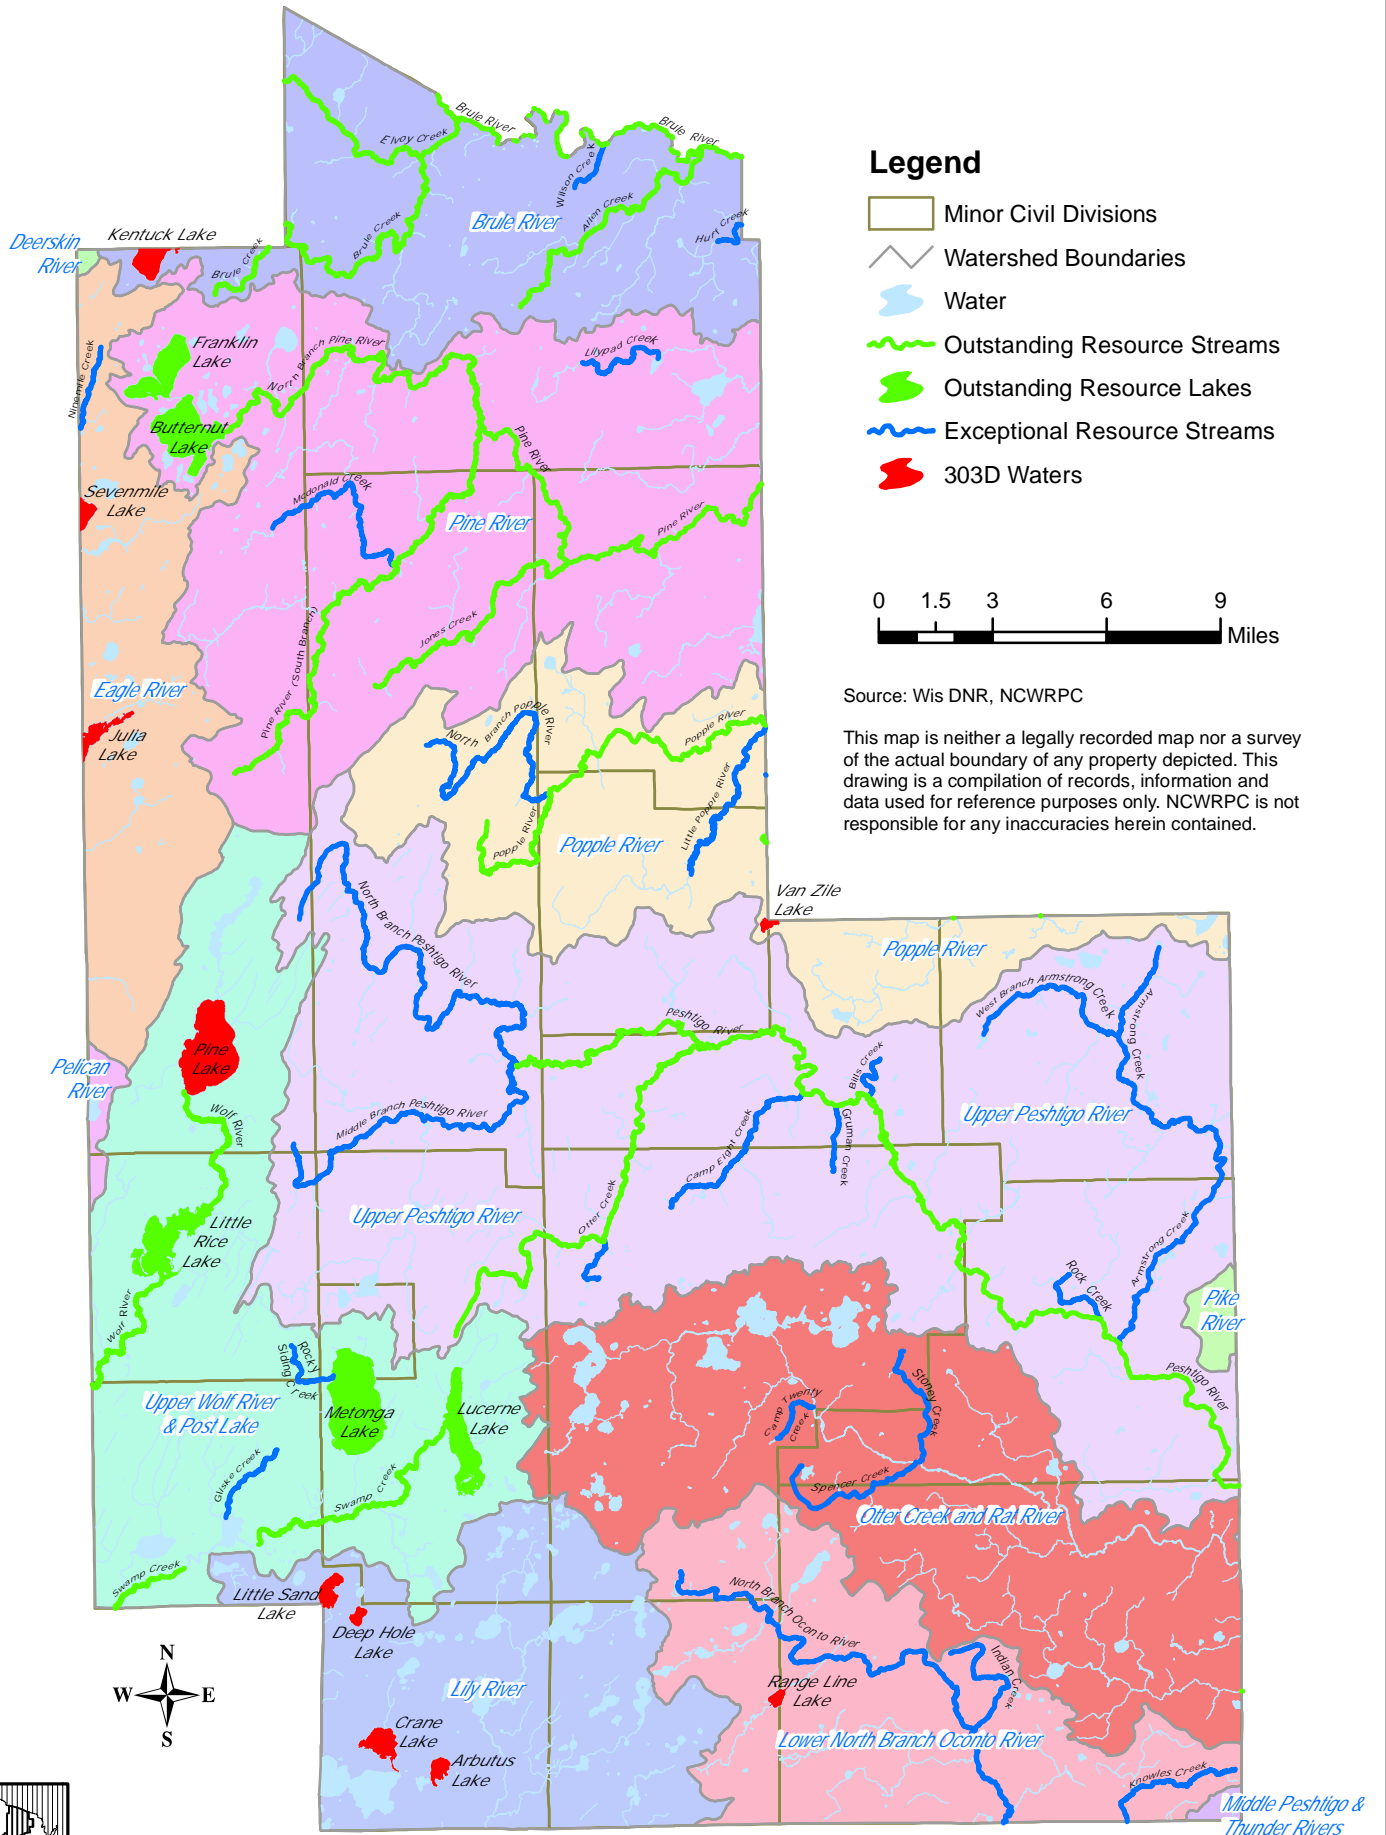 Brule River
Brule River
Elvoy Creek
Wilson Creek
Allen Creek
Brule River
Huff Creek
Brule Creek
Kentuck Lake
Deerskin
River
Brule Creek
Legend
Minor Civil Divisions
Watershed Boundaries
Water
Outstanding Resource Streams
Outstanding Resource Lakes
Exceptional Resource Streams
303D Waters
Franklin
Lake
North Branch Pine River
Lilypad Creek
Ninemile Creek
Butternut
Lake
Pine River
Sevenmile
Lake
Mcdonald Creek
Pine River
Pine River
0 1.5 3 6 9
Miles
Pine River (South Branch)
Jones Creek
Eagle River
Source: Wis DNR, NCWRPC
Julia
Lake
North Branch Popple River
Popple River
This map is neither a legally recorded map nor a survey
of the actual boundary of any property depicted. This
drawing is a compilation of records, information and
data used for reference purposes only. NCWRPC is not
responsible for any inaccuracies herein contained.
Little Popple River
Popple River
Popple River
Van Zile
Lake
North Branch Peshtigo River
Popple River
West Branch Armstrong Creek
Armstrong Creek
Peshtigo River
Pine
Lake
Pelican
River
Bills Creek
Wolf River
Middle Branch Peshtigo River
Camp Eight Creek
Gruman Creek
Upper Peshtigo River
Upper Peshtigo River
Otter Creek
Little
Rice
Lake
Armstrong Creek
Rock Creek
Wolf River
Pike
River
Rocky
Siding Creek
Peshtigo River
Upper Wolf River
& Post Lake
Metonga
Lake
Lucerne
Lake
Camp Twenty
Creek
Stoney Creek
Gliske Creek
Swamp Creek
Spencer Creek
Otter Creek and Rat River
Swamp Creek
Little Sand
Lake
Deep Hole
Lake
North Branch Oconto River
Indian Creek
N
W E
S
Lily River
Range Line
Lake
Crane
Lake
Lower North Branch Oconto River
Arbutus
Lake
Knowles Creek
Middle Peshtigo &
Thunder Rivers